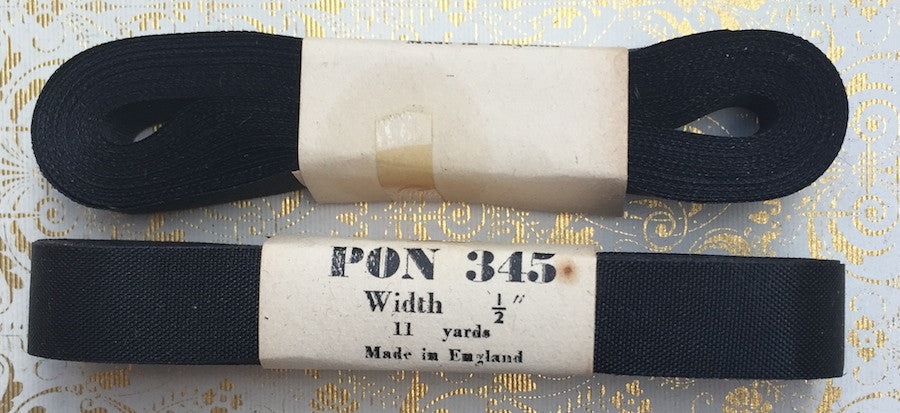 PON 345
Width ½"
11 yards
Made in England